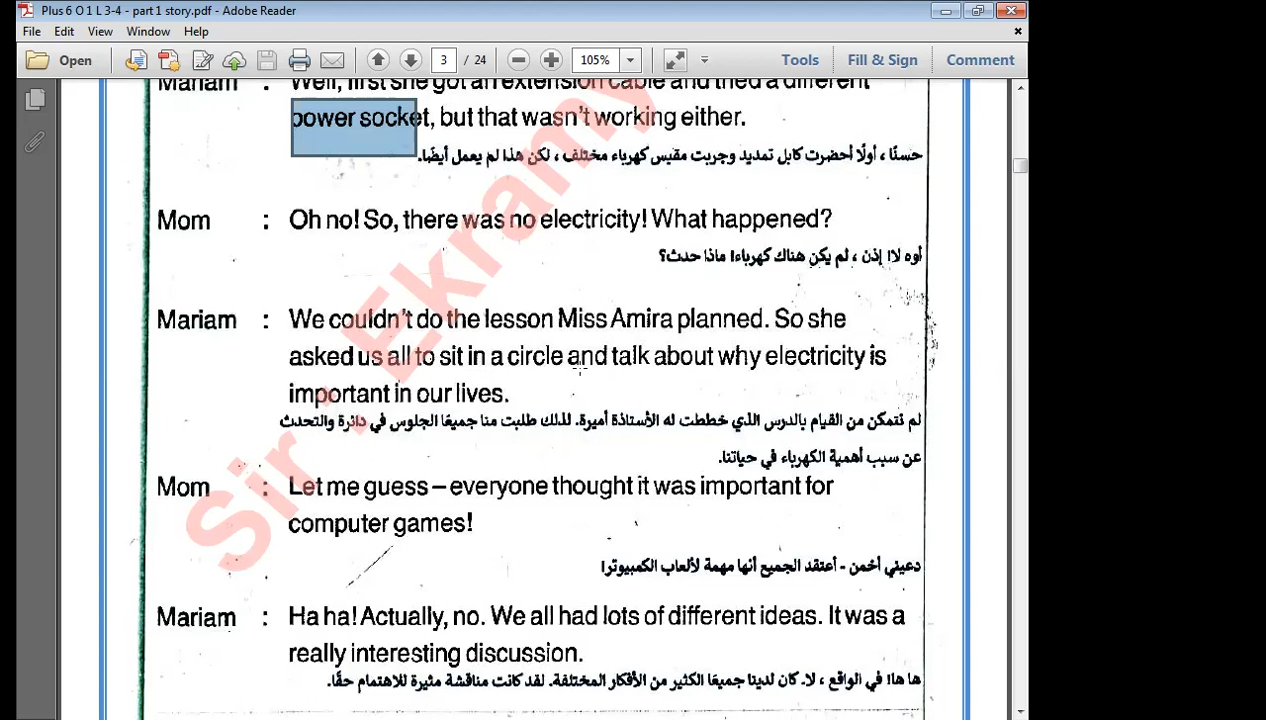 Plus 6 O 1 L 3-4 - part 1 story.pdf - Adobe Reader
File Edit View Window Help
Open 3 / 24 105% Tools Fill & Sign Comment
Mariam : Well, first she got an extension cable and tried a different
power socket, but that wasn't working either.
حسنًا ، أولًا أحضرت كابل تمديد وجربت مقبس كهرباء مختلف ، لكن هذا لم يعمل أيضًا.
Mom : Oh no! So, there was no electricity! What happened?
أوه لا! إذن ، لم يكن هناك كهرباء! ماذا حدث؟
Mariam : We couldn't do the lesson Miss Amira planned. So she
asked us all to sit in a circle and talk about why electricity is
important in our lives.
لم نتمكن من القيام بالدرس الذي خططت له الأستاذة أميرة. لذلك طلبت منا جميعًا الجلوس في دائرة والتحدث
عن سبب أهمية الكهرباء في حياتنا.
Mom : Let me guess – everyone thought it was important for
computer games!
دعيني أخمن - أعتقد الجميع أنها مهمة لألعاب الكمبيوتر!
Mariam : Ha ha! Actually, no. We all had lots of different ideas. It was a
really interesting discussion.
ها ها! في الواقع ، لا. كان لدينا جميعًا الكثير من الأفكار المختلفة. لقد كانت مناقشة مثيرة للاهتمام حقًا.
Sir : Ekramy